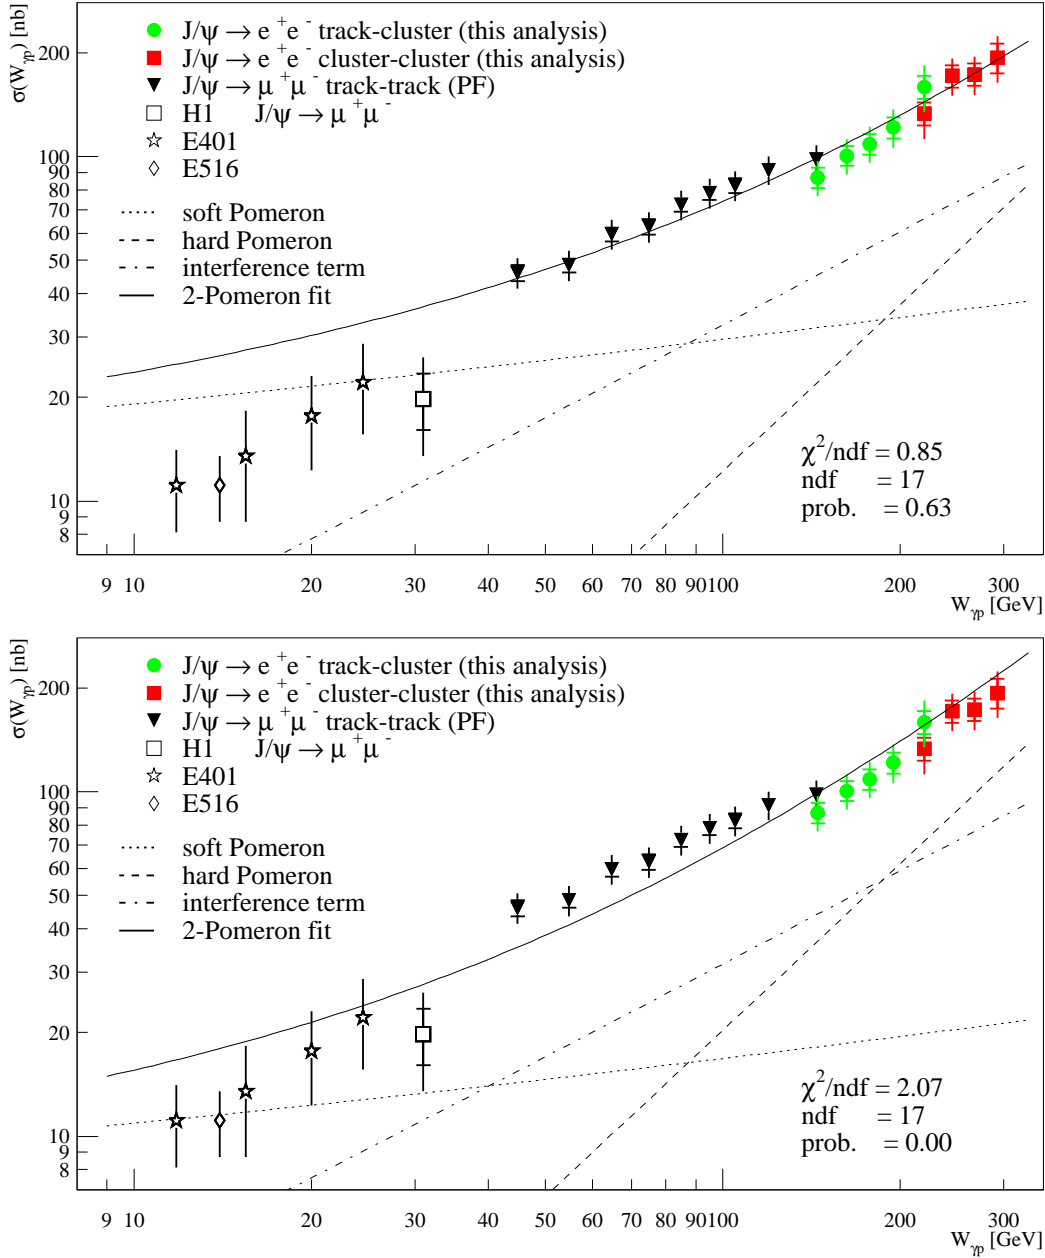 σ(W_γp) [nb]
J/ψ → e⁺e⁻ track-cluster (this analysis)
J/ψ → e⁺e⁻ cluster-cluster (this analysis)
J/ψ → μ⁺μ⁻ track-track (PF)
H1 J/ψ → μ⁺μ⁻
E401
E516
soft Pomeron
hard Pomeron
interference term
2-Pomeron fit
200
100
90
80
70
60
50
40
30
20
10
9
8
χ²/ndf = 0.85
ndf = 17
prob. = 0.63
9 10 20 30 40 50 60 70 80 90 100 200 300
W_γp [GeV]
σ(W_γp) [nb]
J/ψ → e⁺e⁻ track-cluster (this analysis)
J/ψ → e⁺e⁻ cluster-cluster (this analysis)
J/ψ → μ⁺μ⁻ track-track (PF)
H1 J/ψ → μ⁺μ⁻
E401
E516
soft Pomeron
hard Pomeron
interference term
2-Pomeron fit
200
100
90
80
70
60
50
40
30
20
10
9
8
χ²/ndf = 2.07
ndf = 17
prob. = 0.00
9 10 20 30 40 50 60 70 80 90 100 200 300
W_γp [GeV]